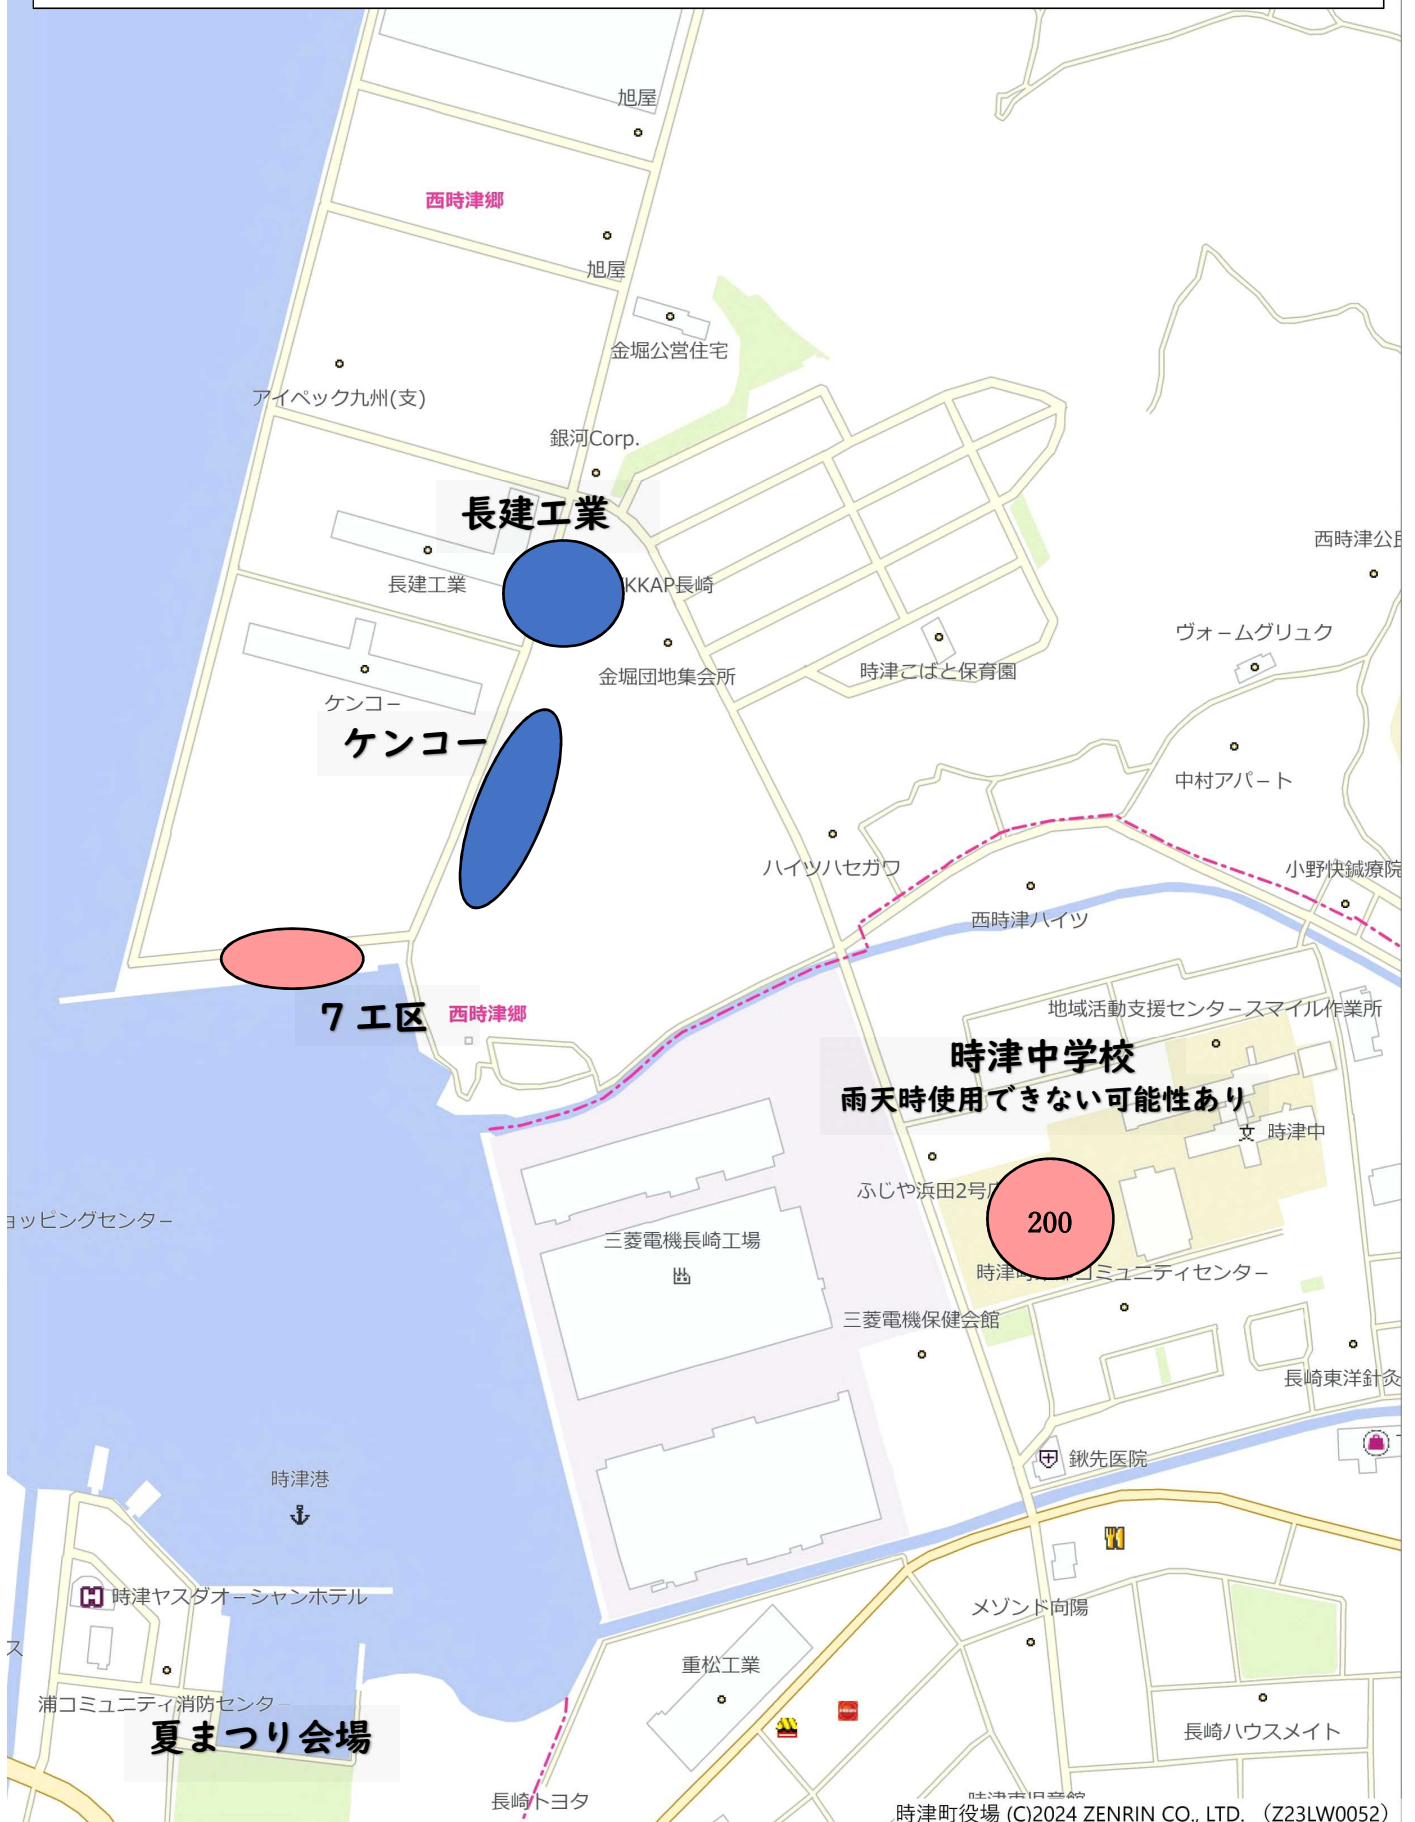 旭屋
西時津郷
旭屋
金堀公営住宅
アイペック九州(支)
銀河Corp.
長建工業
西時津公
長建工業
KKAP長崎
ヴォームグリュク
金堀団地集会所
時津こばと保育園
ケンコー
ケンコー
中村アパート
ハイツハセガワ
小野快鍼療院
西時津ハイツ
7工区
西時津郷
地域活動支援センタースマイル作業所
時津中学校
雨天時使用できない可能性あり
時津中
ふじや浜田2号
ョッピングセンター
200
三菱電機長崎工場
コミュニティセンター
三菱電機保健会館
長崎東洋針灸
鍬先医院
時津港
時津ヤスダオーシャンホテル
メゾンド向陽
ス
重松工業
浦コミュニティ消防センター
夏まつり会場
長崎ハウスメイト
長崎トヨタ
時津町役場 (C)2024 ZENRIN CO., LTD. (Z23LW0052)